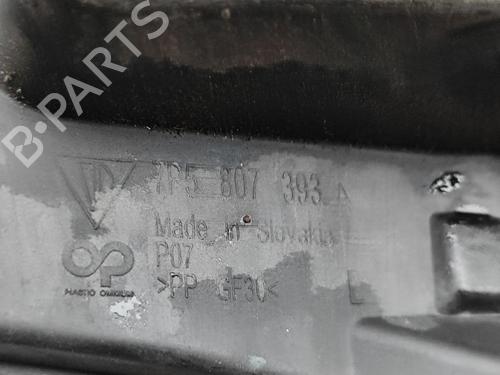 B-PARTS
7P5 807 393 A
Made in Slovakia
P07
PLASTIC OMNIUM
>PP GF30<
L